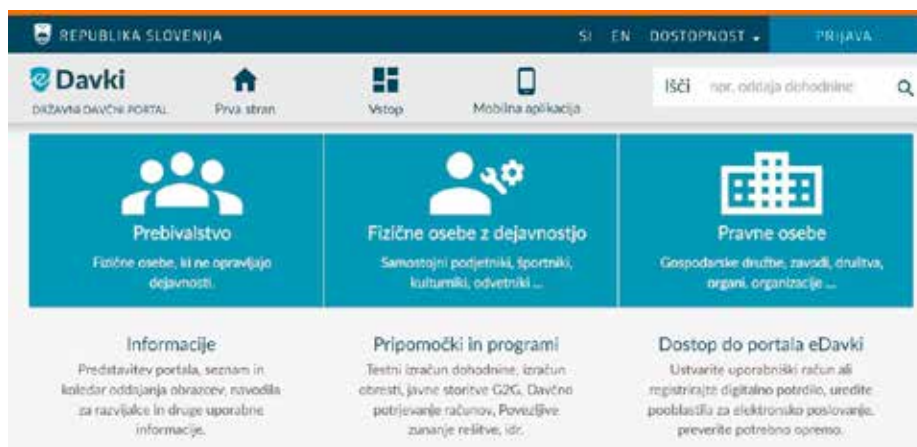 REPUBLIKA SLOVENIJA
SI EN DOSTOPNOST PRIJAVA
eDavki
DRŽAVNI DAVČNI PORTAL
Prva stran
Vstop
Mobilna aplikacija
Išči npr. oddaja dohodnine
Prebivalstvo
Fizične osebe, ki ne opravljajo
dejavnosti.
Fizične osebe z dejavnostjo
Samostojni podjetniki, športniki,
kulturniki, odvetniki ...
Pravne osebe
Gospodarske družbe, zavodi, društva,
organi, organizacije ...
Informacije
Predstavitev portala, seznam in
koledar oddajanja obrazcev, navodila
za razvijalce in druge uporabne
informacije.
Pripomočki in programi
Testni izračun dohodnine, izračun
obresti, javne storitve G2G, Davčno
potrjevanje računov, Povezljive
zunanje rešitve, idr.
Dostop do portala eDavki
Ustvarite uporabniški račun ali
registrirajte digitalno potrdilo, uredite
pooblastila za elektronsko poslovanje,
preverite potrebno opremo.